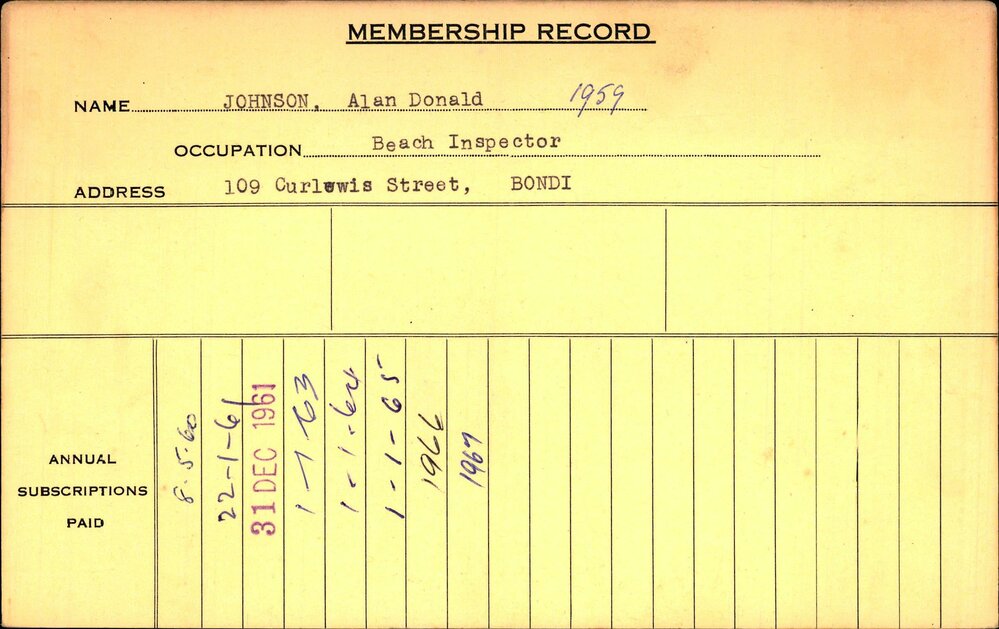 MEMBERSHIP RECORD
NAME JOHNSON, Alan Donald 1959
OCCUPATION Beach Inspector
ADDRESS 109 Curlewis Street, BONDI
ANNUAL
SUBSCRIPTIONS
PAID
8.5.60
22-1-61
31 DEC 1961
1-1-63
1-1-64
1-1-65
1966
1967